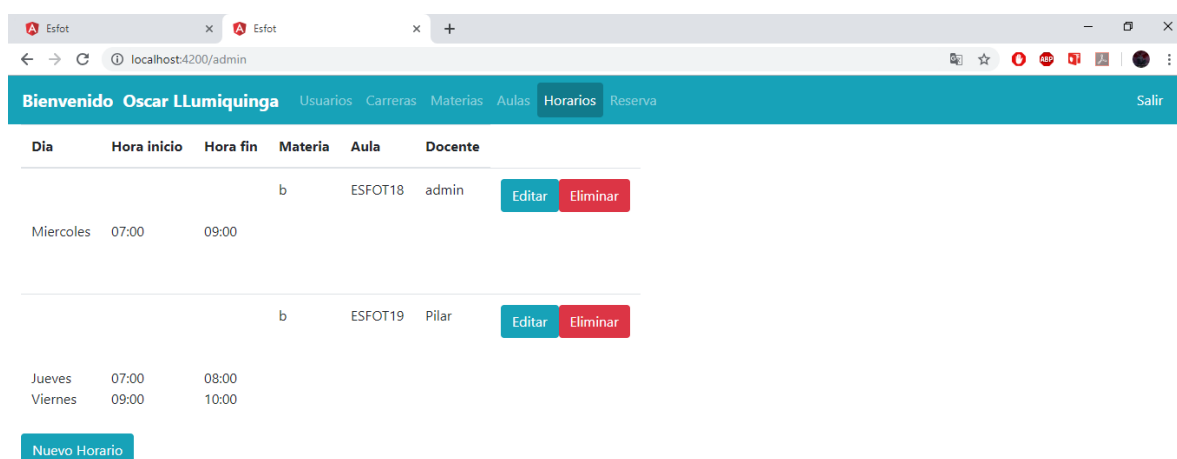 Esfot
Esfot
localhost:4200/admin
ABP
Bienvenido Oscar LLumiquinga Usuarios Carreras Materias Aulas Horarios Reserva Salir
Dia Hora inicio Hora fin Materia Aula Docente
b ESFOT18 admin Editar Eliminar
Miercoles 07:00 09:00
b ESFOT19 Pilar Editar Eliminar
Jueves 07:00 08:00
Viernes 09:00 10:00
Nuevo Horario